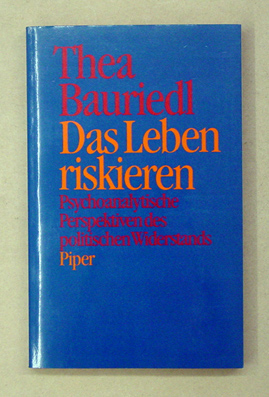 Thea
Bauriedl
Das Leben
riskieren
Psychoanalytische
Perspektiven des
politischen Widerstands
Piper